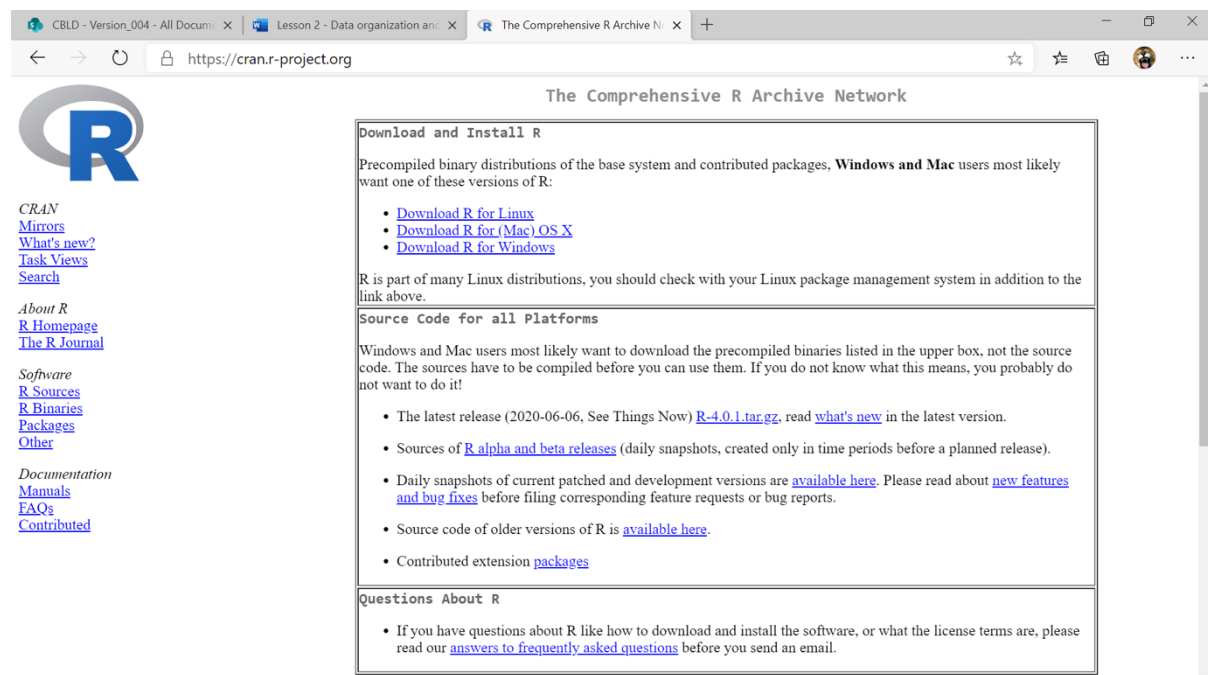 CBLD - Version_004 - All Docume
Lesson 2 - Data organization and
The Comprehensive R Archive Ne
https://cran.r-project.org
R
CRAN
Mirrors
What's new?
Task Views
Search
About R
R Homepage
The R Journal
Software
R Sources
R Binaries
Packages
Other
Documentation
Manuals
FAQs
Contributed
The Comprehensive R Archive Network
Download and Install R
Precompiled binary distributions of the base system and contributed packages, Windows and Mac users most likely
want one of these versions of R:
• Download R for Linux
• Download R for (Mac) OS X
• Download R for Windows
R is part of many Linux distributions, you should check with your Linux package management system in addition to the
link above.
Source Code for all Platforms
Windows and Mac users most likely want to download the precompiled binaries listed in the upper box, not the source
code. The sources have to be compiled before you can use them. If you do not know what this means, you probably do
not want to do it!
• The latest release (2020-06-06, See Things Now) R-4.0.1.tar.gz, read what's new in the latest version.
• Sources of R alpha and beta releases (daily snapshots, created only in time periods before a planned release).
• Daily snapshots of current patched and development versions are available here. Please read about new features
and bug fixes before filing corresponding feature requests or bug reports.
• Source code of older versions of R is available here.
• Contributed extension packages
Questions About R
• If you have questions about R like how to download and install the software, or what the license terms are, please
read our answers to frequently asked questions before you send an email.